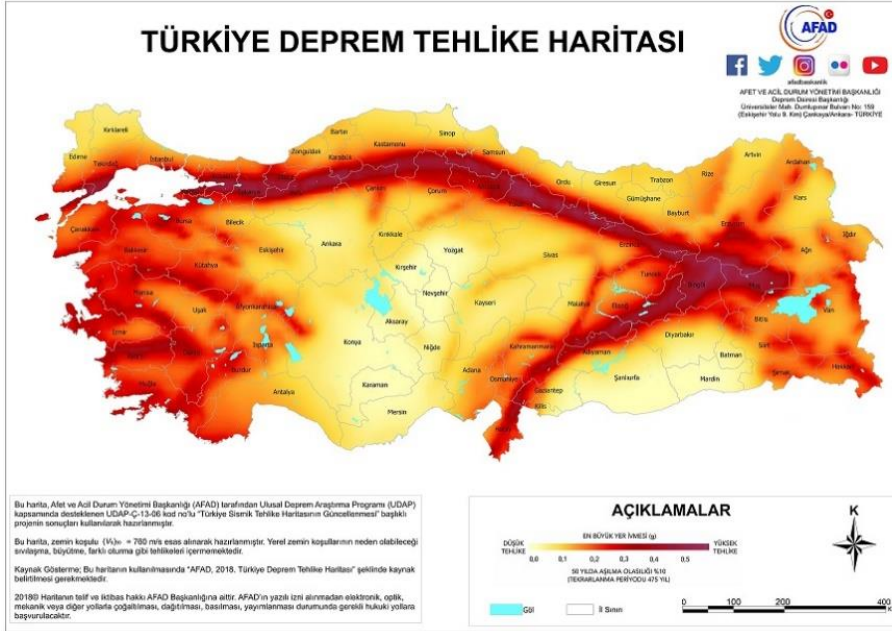 TÜRKİYE DEPREM TEHLİKE HARİTASI
AFAD
afadbaskanlik
AFET VE ACİL DURUM YÖNETİMİ BAŞKANLIĞI
Deprem Dairesi Başkanlığı
Üniversiteler Mah. Dumlupınar Bulvarı No: 159
(Eskişehir Yolu 9. Km) Çankaya/Ankara- TÜRKİYE
Kırklareli
Edirne
Tekirdağ
İstanbul
Zonguldak
Bartın
Karabük
Kastamonu
Sinop
Samsun
Ordu
Giresun
Trabzon
Rize
Artvin
Ardahan
Kars
Gümüşhane
Bayburt
Iğdır
Ağrı
Çanakkale
Balıkesir
Bursa
Bilecik
Eskişehir
Kütahya
Ankara
Çankırı
Çorum
Kırıkkale
Yozgat
Sivas
Erzincan
Erzurum
Tunceli
Bingöl
Muş
Elazığ
Malatya
Manisa
Uşak
Afyonkarahisar
İzmir
Kırşehir
Nevşehir
Kayseri
Aksaray
Niğde
Konya
Isparta
Burdur
Muğla
Antalya
Karaman
Mersin
Adana
Osmaniye
Kahramanmaraş
Gaziantep
Kilis
Adıyaman
Şanlıurfa
Diyarbakır
Batman
Mardin
Bitlis
Van
Siirt
Şırnak
Hakkari
Bu harita, Afet ve Acil Durum Yönetimi Başkanlığı (AFAD) tarafından Ulusal Deprem Araştırma Programı (UDAP)
kapsamında desteklenen UDAP-Ç-13-06 kod no'lu "Türkiye Sismik Tehlike Haritasının Güncellenmesi" başlıklı
projenin sonuçları kullanılarak hazırlanmıştır.
Bu harita, zemin koşulu (Vs)30 = 760 m/s esas alınarak hazırlanmıştır. Yerel zemin koşullarının neden olabileceği
sıvılaşma, büyütme, farklı oturma gibi tehlikeleri içermemektedir.
Kaynak Gösterme; Bu haritanın kullanılmasında "AFAD, 2018. Türkiye Deprem Tehlike Haritası" şeklinde kaynak
belirtilmesi gerekmektedir.
2018© Haritanın telif ve iktibas hakkı AFAD Başkanlığına aittir. AFAD'ın yazılı izni alınmadan elektronik, optik,
mekanik veya diğer yollarla çoğaltılması, dağıtılması, basılması, yayımlanması durumunda gerekli hukuki yollara
başvurulacaktır.
AÇIKLAMALAR
EN BÜYÜK YER İVMESİ (g)
DÜŞÜK
TEHLİKE
YÜKSEK
TEHLİKE
0,0 0,1 0,2 0,3 0,4 0,5
50 YILDA AŞILMA OLASILIĞI %10
(TEKRARLANMA PERİYODU 475 YIL)
Göl
İl Sınırı
K
0 100 200 400
K